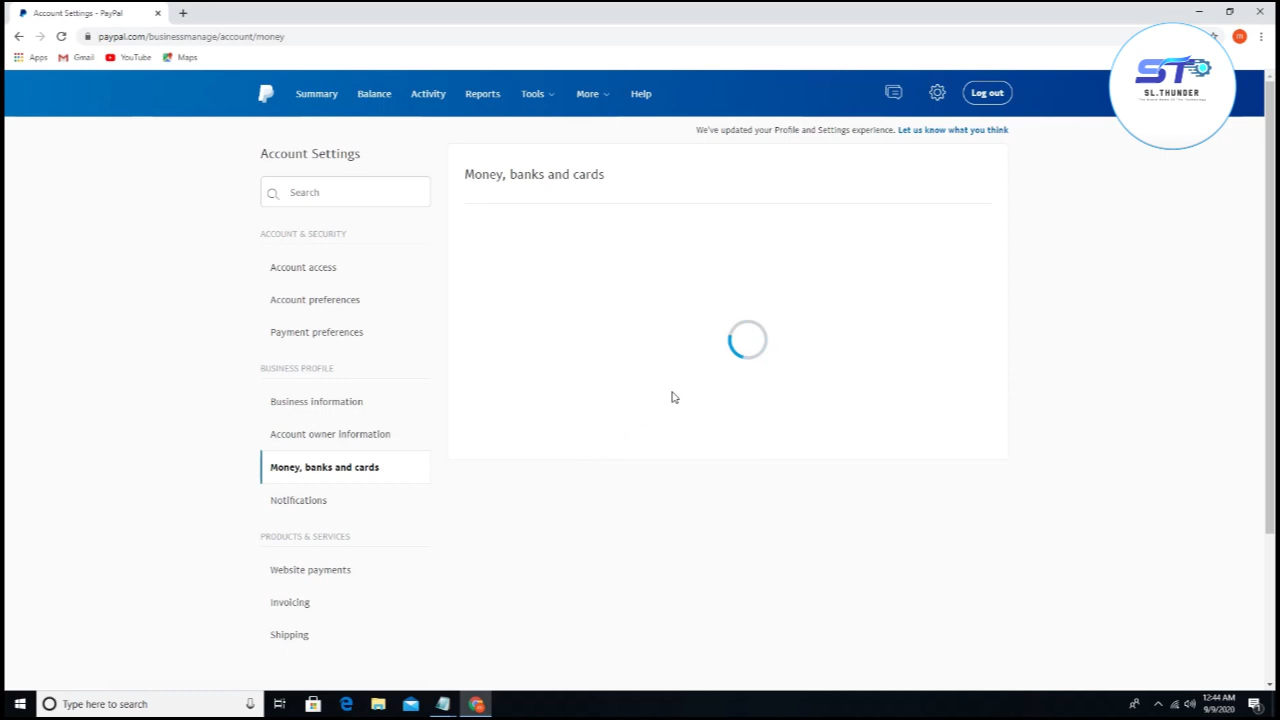 Account Settings - PayPal
paypal.com/businessmanage/account/money
Apps Gmail YouTube Maps
ST
SL.THUNDER
Summary Balance Activity Reports Tools More Help Log out
We've updated your Profile and Settings experience. Let us know what you think
Account Settings
Search
ACCOUNT & SECURITY
Account access
Account preferences
Payment preferences
BUSINESS PROFILE
Business information
Account owner information
Money, banks and cards
Notifications
PRODUCTS & SERVICES
Website payments
Invoicing
Shipping
Money, banks and cards
Type here to search
12:44 AM
9/9/2020